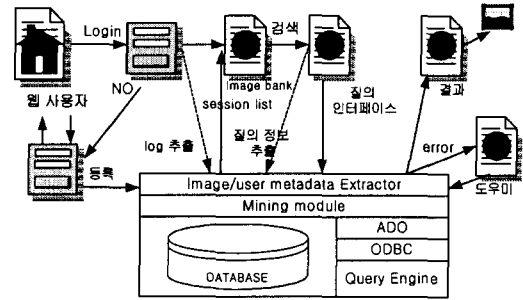 Login
검색
NO
Image bank
session list
웹 사용자
질의
인터페이스
결과
log 추출
질의 정보
추출
error
등록
도우미
Image/user metadata Extractor
Mining module
ADO
ODBC
DATABASE
Query Engine